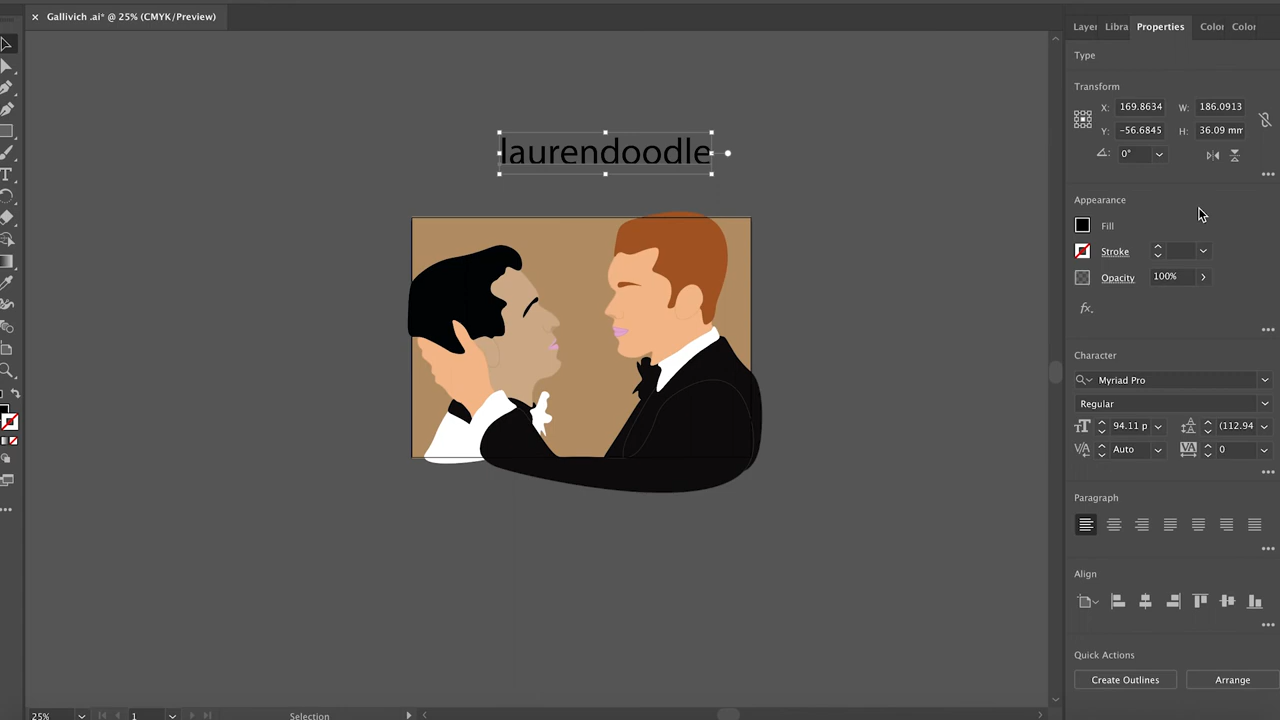 Gallivich .ai* @ 25% (CMYK/Preview)
Layer Libra Properties Color Color
Type
Transform
X: 169.8634 W: 186.0913
Y: -56.6845 H: 36.09 mm
0°
laurendoodle
Appearance
Fill
Stroke
Opacity 100%
fx.
Character
Myriad Pro
Regular
94.11 p (112.94
Auto 0
Paragraph
Align
Quick Actions
Create Outlines Arrange
25% 1 Selection